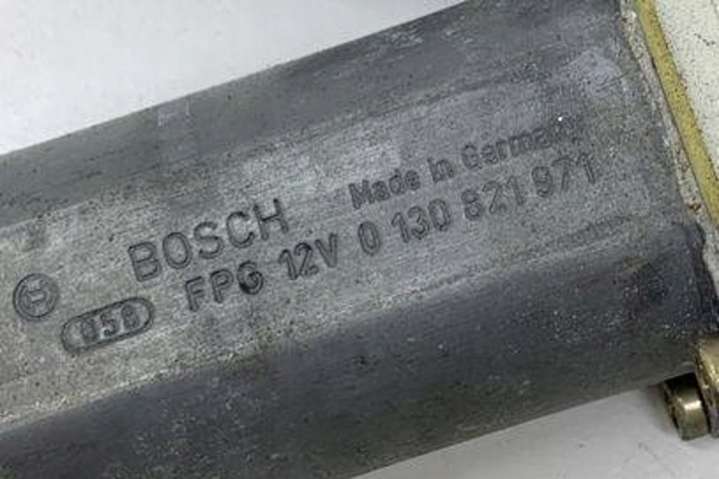 BOSCH Made in Germany
058 FPG 12V 0 130 821 971